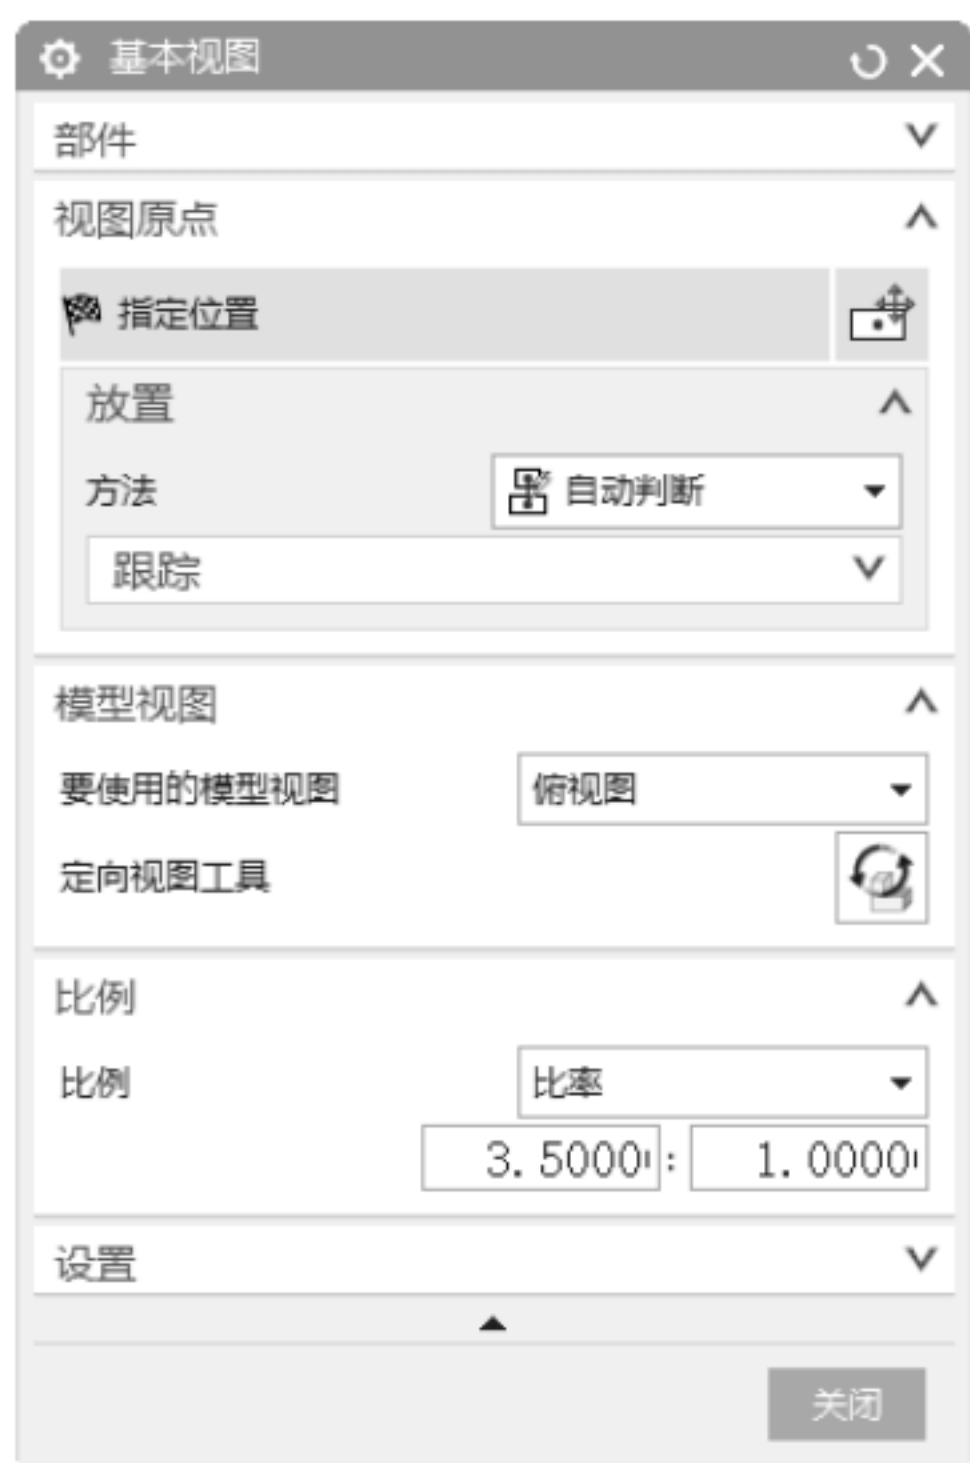 基本视图
部件
视图原点
指定位置
放置
方法 自动判断
跟踪
模型视图
要使用的模型视图 俯视图
定向视图工具
比例
比例 比率
3.5000 : 1.0000
设置
关闭